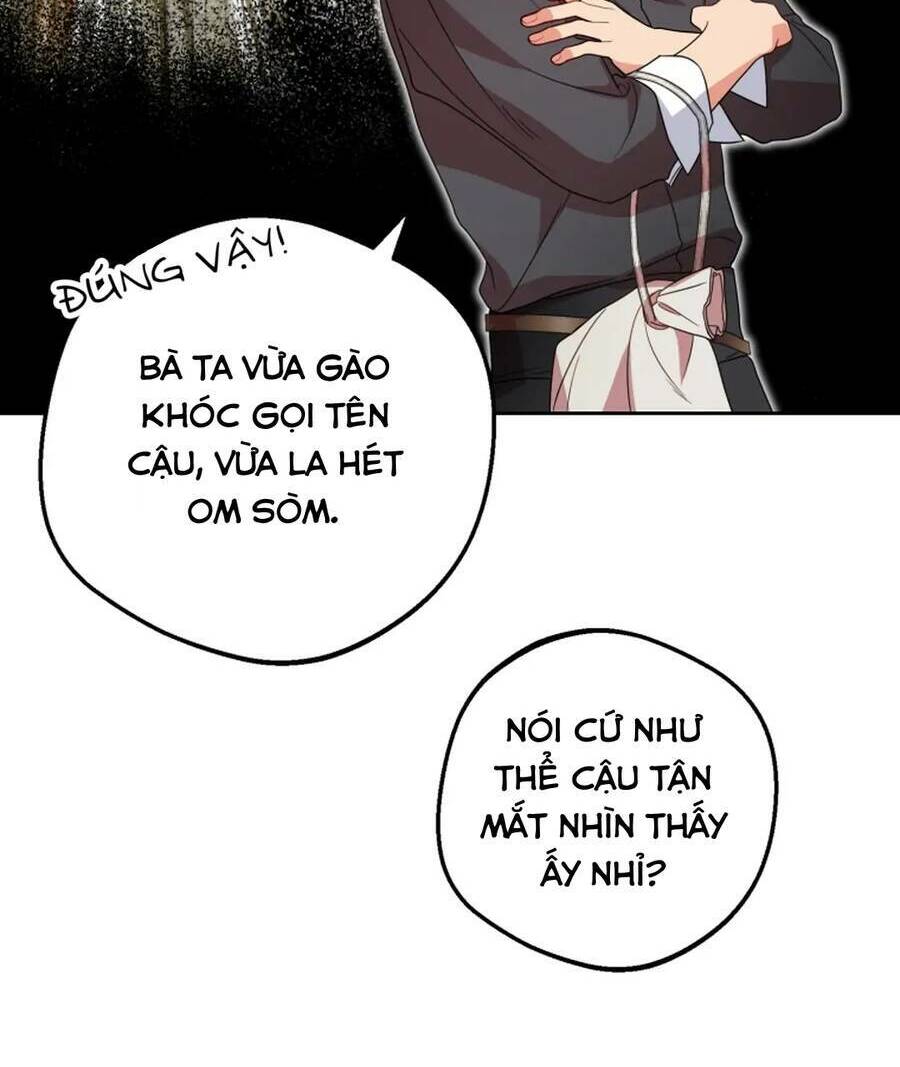 ĐÚNG VẬY!
BÀ TA VỪA GÀO
KHÓC GỌI TÊN
CẬU, VỪA LA HÉT
OM SÒM.
NÓI CỨ NHƯ
THỂ CẬU TẬN
MẮT NHÌN THẤY
ẤY NHỈ?